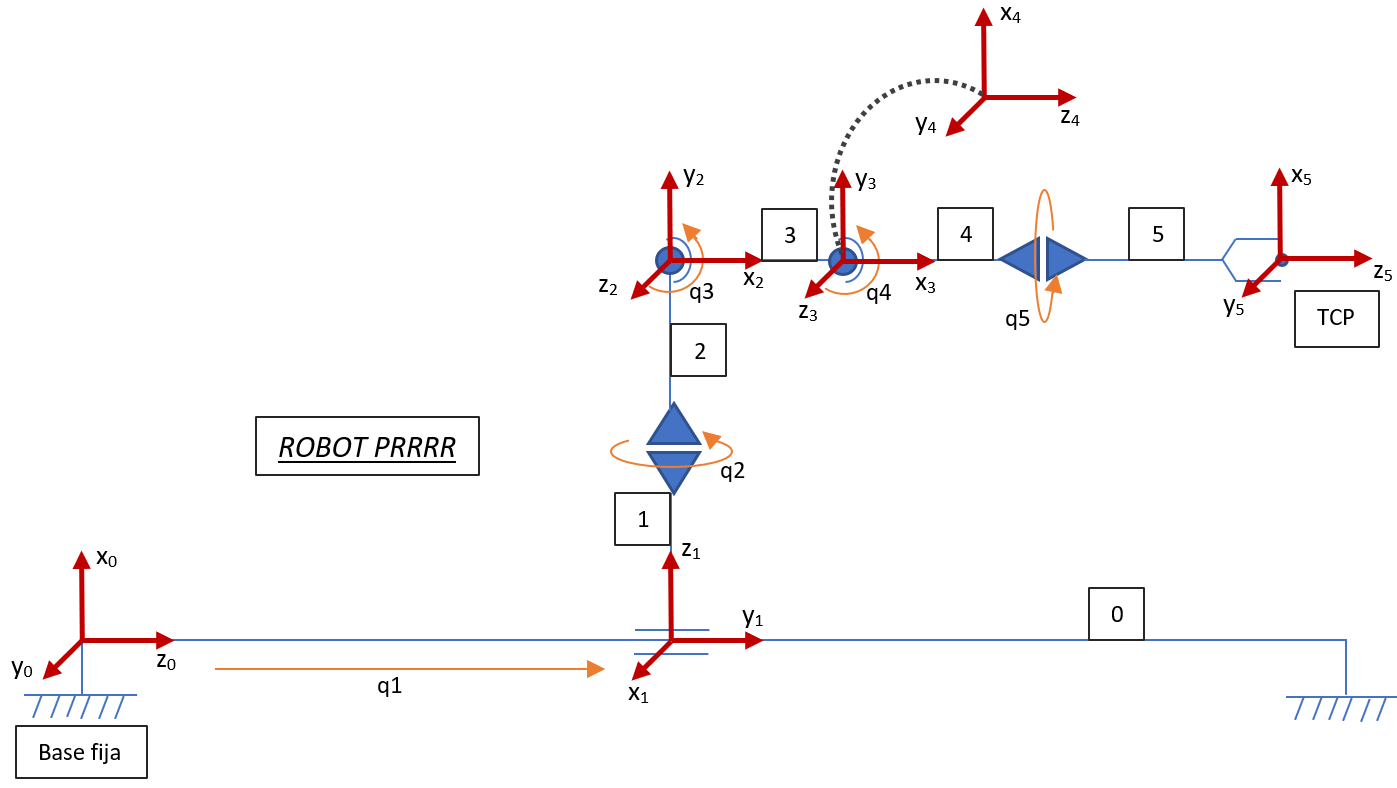 x4
z4
y4
y2
y3
x5
3
4
5
z2
x2
q3
z3
q4
x3
q5
y5
z5
TCP
2
ROBOT PRRRR
q2
1
z1
x0
0
y1
y0
z0
x1
q1
Base fija